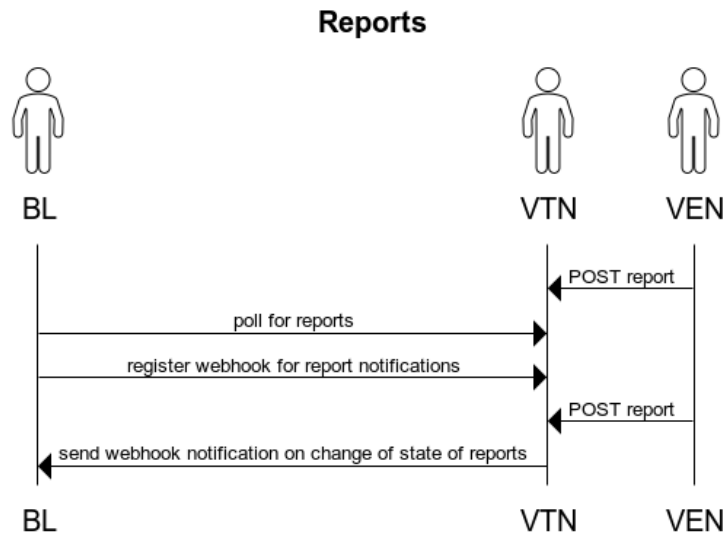 Reports
BL VTN VEN
POST report
poll for reports
register webhook for report notifications
POST report
send webhook notification on change of state of reports
BL VTN VEN